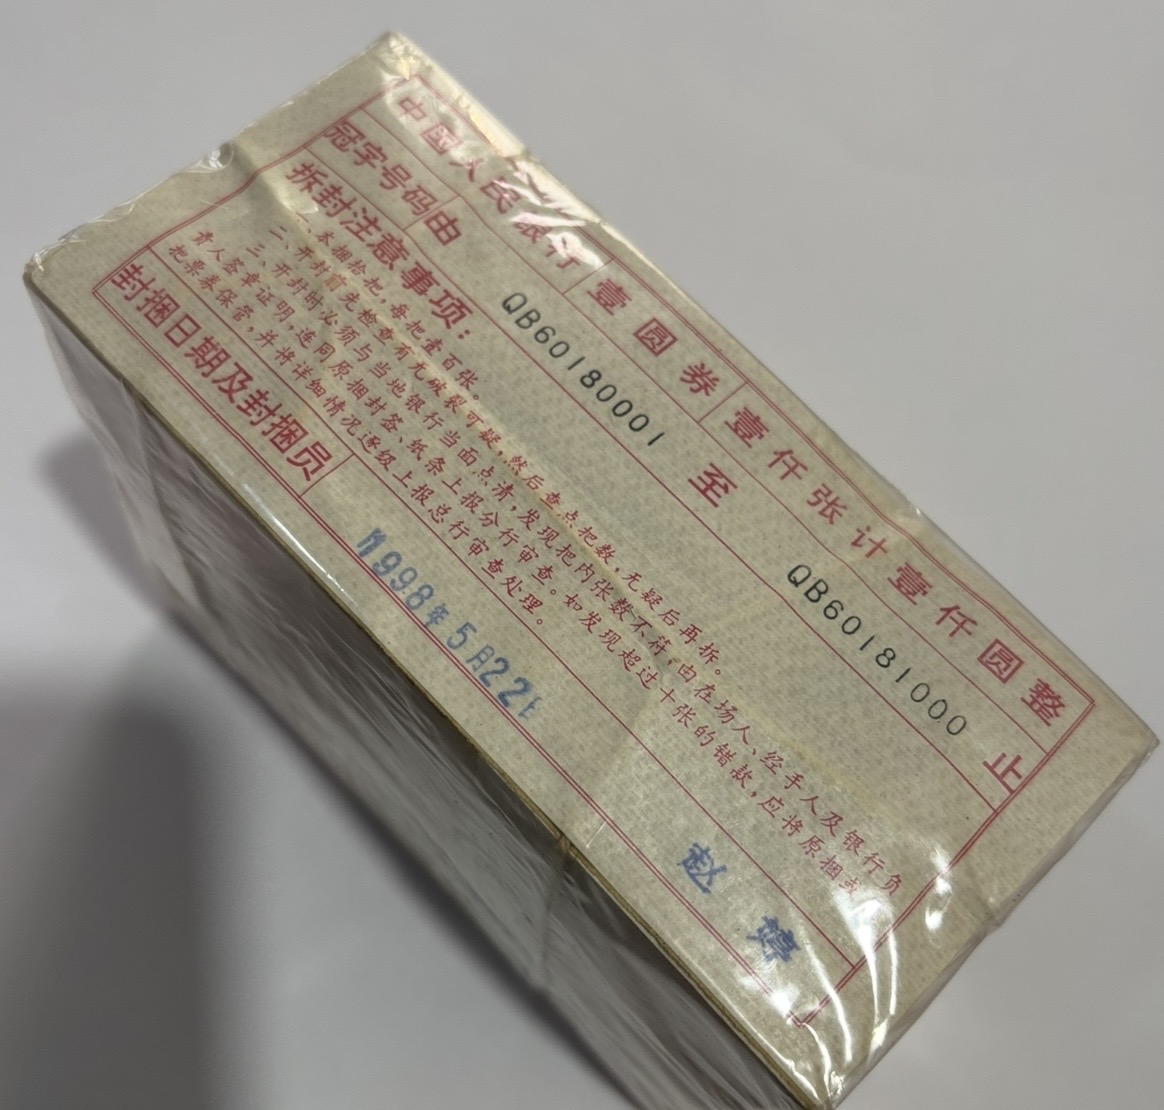 中国人民银行 壹圆券 壹仟张计壹仟圆整
冠字号码由 QB60180001 至 QB60181000 止
拆封注意事项：
一、本捆拾把，每把壹百张。
二、开封前先检查有无破裂可疑，然后查点把数，无疑后再拆。
三、开封时必须与当地银行当面点清，发现把内张数不符，由在场人、经手人及银行负
责人签章证明，连同原捆封签、纸条上报分行审查。如发现超过十张的错款，应将原捆或
把票券保管，并将详细情况逐级上报总行审查处理。
封捆日期及封捆员 1998年5月22 赵婷